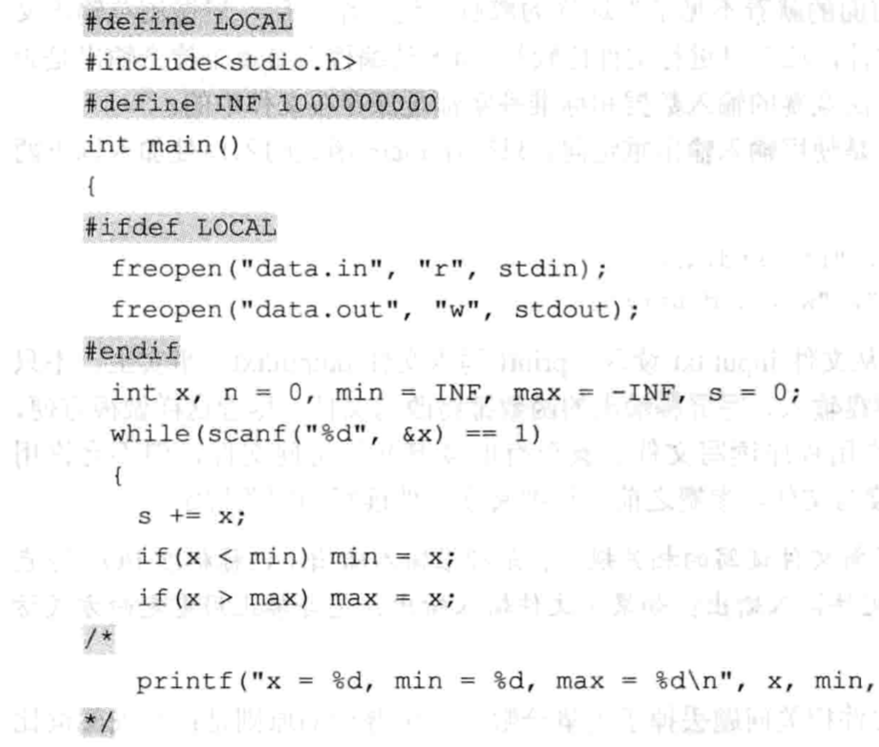 #define LOCAL
#include<stdio.h>
#define INF 1000000000
int main()
{
#ifdef LOCAL
  freopen("data.in", "r", stdin);
  freopen("data.out", "w", stdout);
#endif
  int x, n = 0, min = INF, max = -INF, s = 0;
  while(scanf("%d", &x) == 1)
  {
    s += x;
    if(x < min) min = x;
    if(x > max) max = x;
/*
    printf("x = %d, min = %d, max = %d\n", x, min,
*/